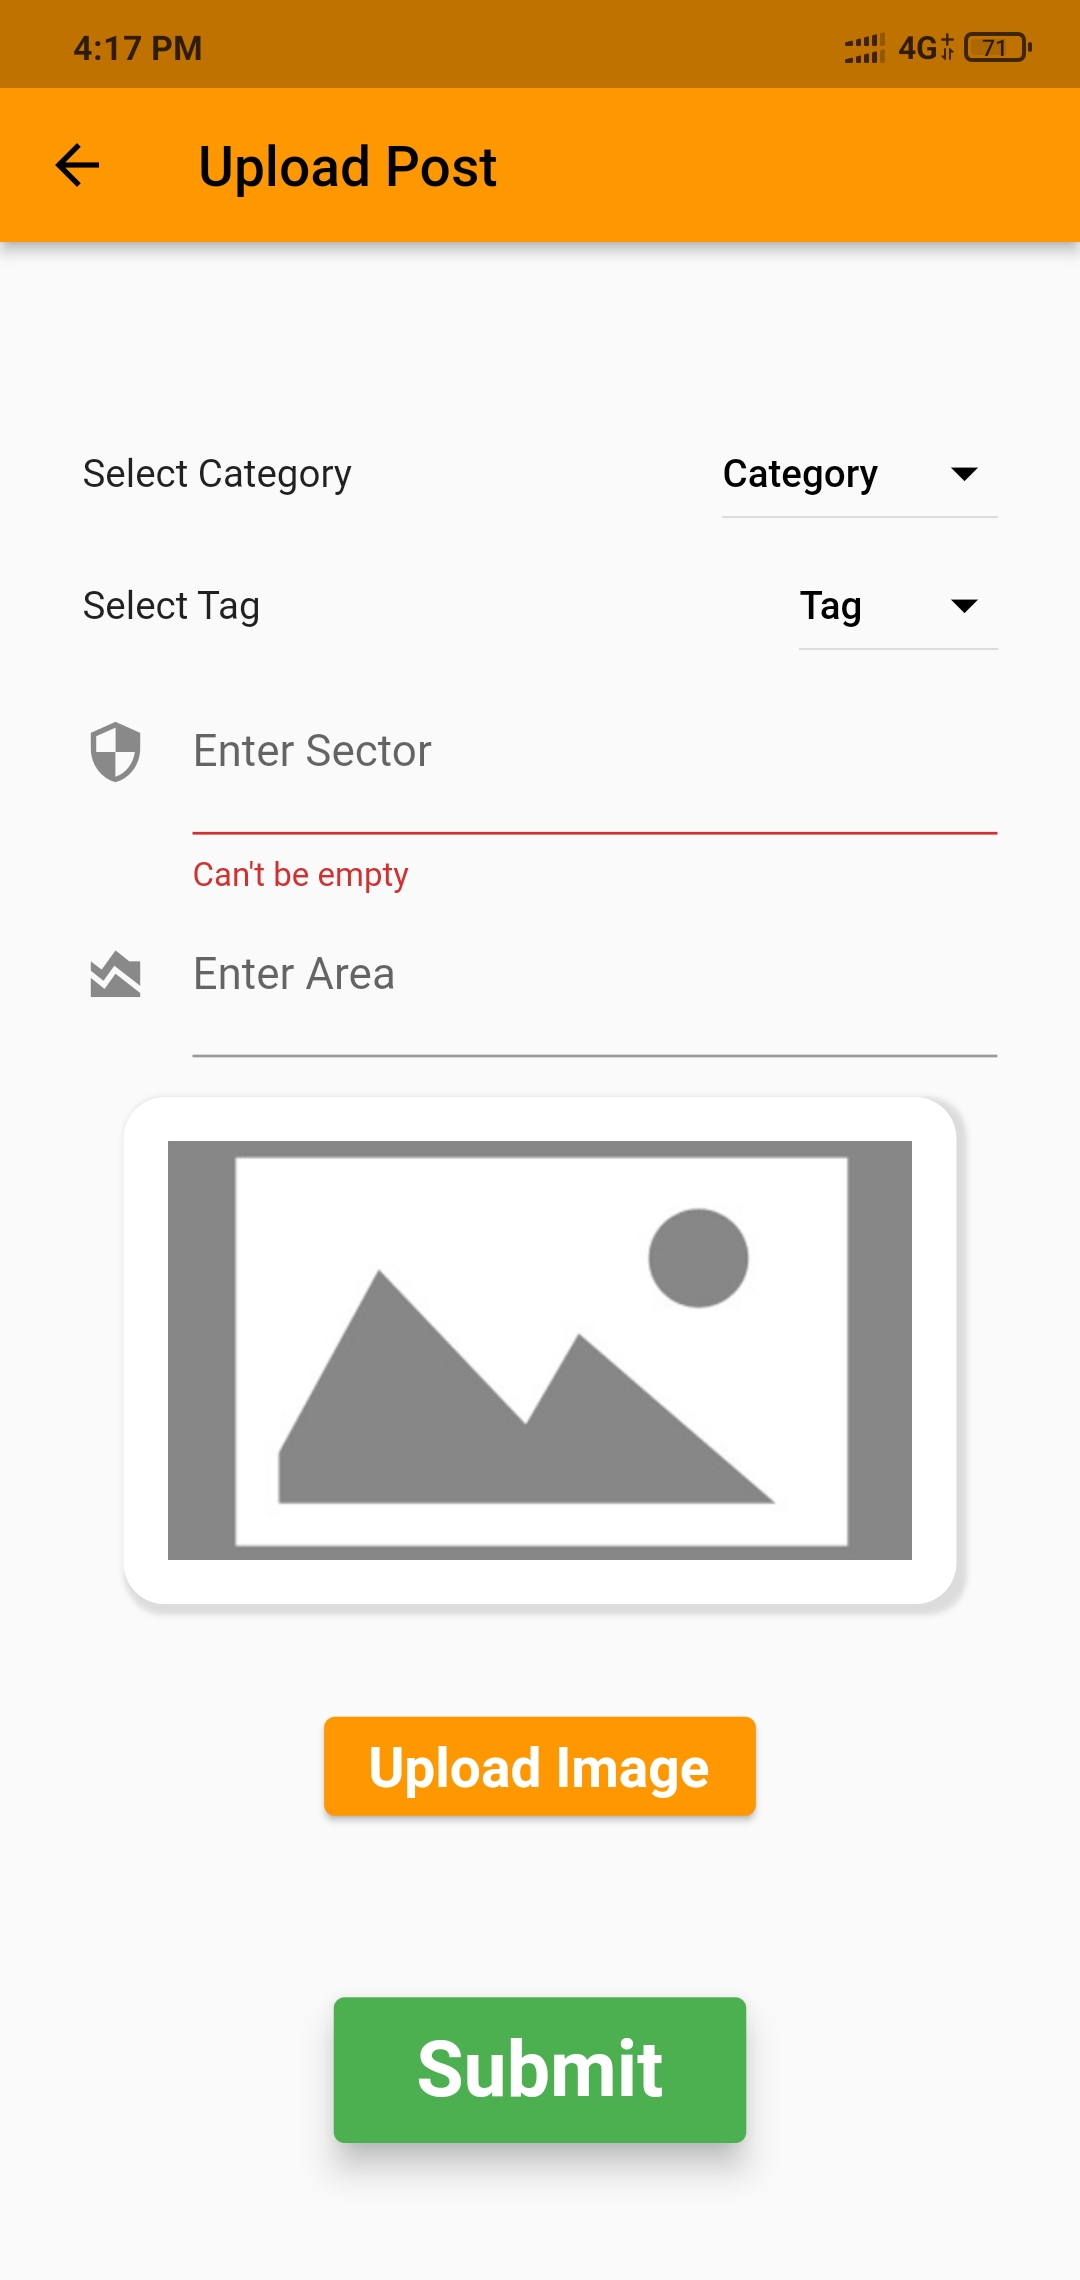 4:17 PM 4G 71
Upload Post
Select Category Category
Select Tag Tag
Enter Sector
Can't be empty
Enter Area
Upload Image
Submit